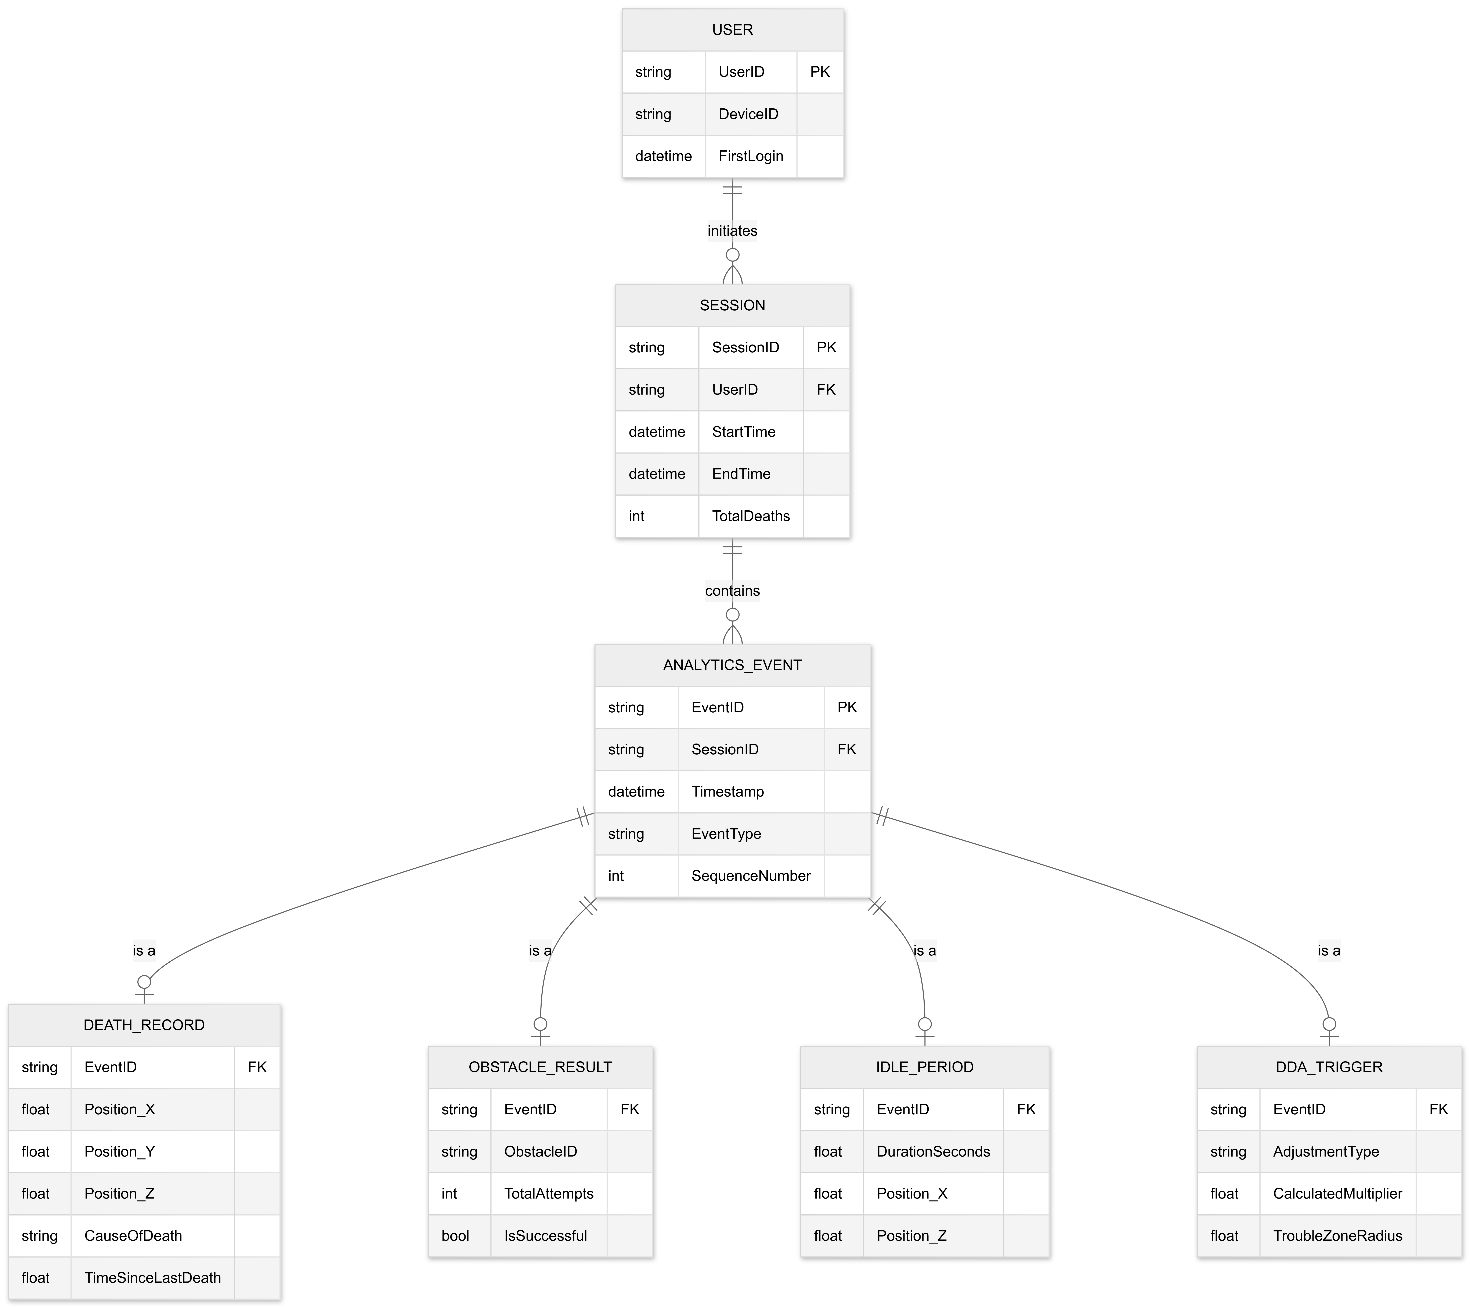 USER
string UserID PK
string DeviceID
datetime FirstLogin
initiates
SESSION
string SessionID PK
string UserID FK
datetime StartTime
datetime EndTime
int TotalDeaths
contains
ANALYTICS_EVENT
string EventID PK
string SessionID FK
datetime Timestamp
string EventType
int SequenceNumber
is a
is a
is a
is a
DEATH_RECORD
string EventID FK
float Position_X
float Position_Y
float Position_Z
string CauseOfDeath
float TimeSinceLastDeath
OBSTACLE_RESULT
string EventID FK
string ObstacleID
int TotalAttempts
bool IsSuccessful
IDLE_PERIOD
string EventID FK
float DurationSeconds
float Position_X
float Position_Z
DDA_TRIGGER
string EventID FK
string AdjustmentType
float CalculatedMultiplier
float TroubleZoneRadius